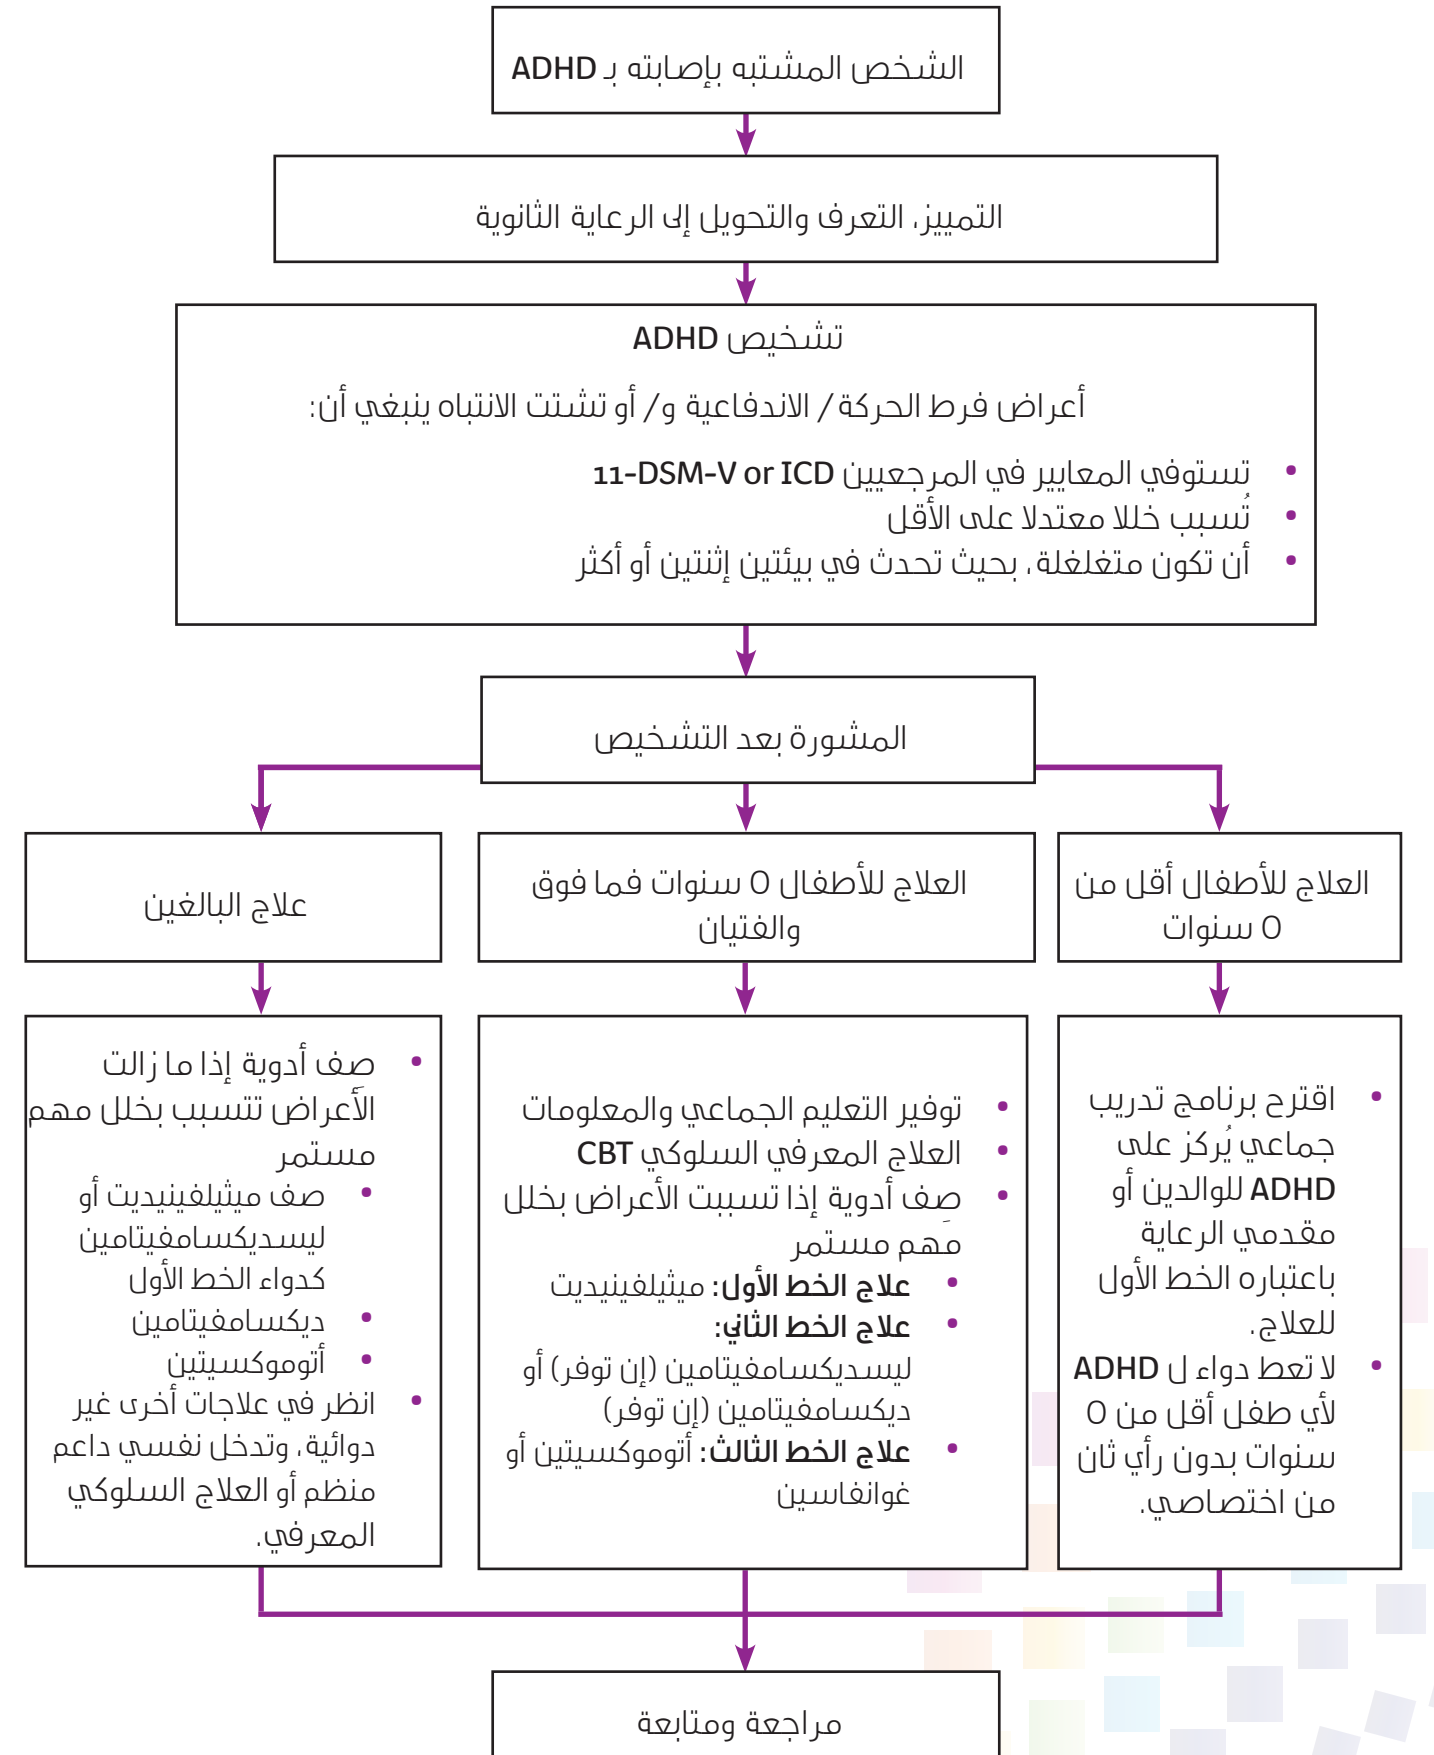 الشخص المشتبه بإصابته بـ ADHD
التمييز، التعرف والتحويل إلى الرعاية الثانوية
تشخيص ADHD
أعراض فرط الحركة / الاندفاعية و/ أو تشتت الانتباه ينبغي أن:
• تستوفي المعايير في المرجعيين 11-DSM-V or ICD
• تُسبب خللا معتدلا على الأقل
• أن تكون متغلغلة، بحيث تحدث في بيئتين إثنتين أو أكثر
المشورة بعد التشخيص
العلاج للأطفال أقل من
٥ سنوات
العلاج للأطفال ٥ سنوات فما فوق
والفتيان
علاج البالغين
• اقترح برنامج تدريب
جماعي يُركز على
ADHD للوالدين أو
مقدمي الرعاية
باعتباره الخط الأول
للعلاج.
• لا تعط دواء ل ADHD
لأي طفل أقل من ٥
سنوات بدون رأي ثان
من اختصاصي.
• توفير التعليم الجماعي والمعلومات
• العلاج المعرفي السلوكي CBT
• صِف أدوية إذا تسببت الأعراض بخلل
مهم مستمر
• علاج الخط الأول: ميثيلفينيديت
• علاج الخط الثاني:
ليسديكسامفيتامين (إن توفر) أو
ديكسامفيتامين (إن توفر)
• علاج الخط الثالث: أتوموكسيتين أو
غوانفاسين
• صِف أدوية إذا ما زالت
الأعراض تتسبب بخلل مهم
مستمر
• صف ميثيلفينيديت أو
ليسديكسامفيتامين
كدواء الخط الأول
• ديكسامفيتامين
• أتوموكسيتين
• انظر في علاجات أخرى غير
دوائية، وتدخل نفسي داعم
منظم أو العلاج السلوكي
المعرفي.
مراجعة ومتابعة